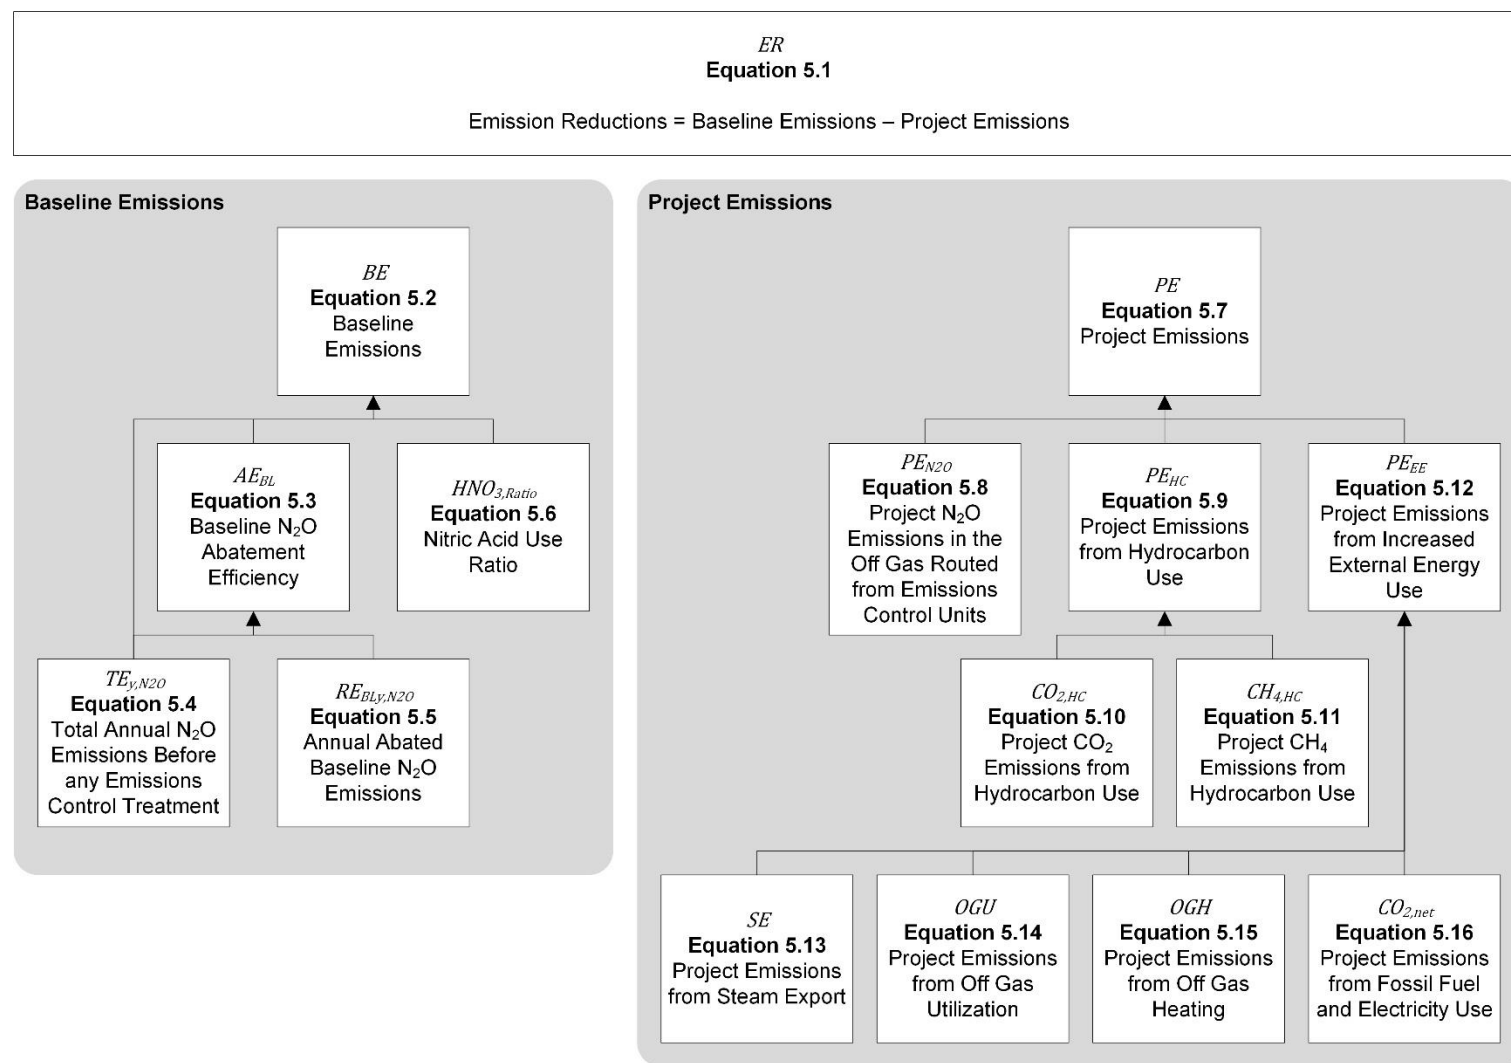 ER
Equation 5.1
Emission Reductions = Baseline Emissions – Project Emissions
Baseline Emissions
BE
Equation 5.2
Baseline
Emissions
AE_BL
Equation 5.3
Baseline N₂O
Abatement
Efficiency
HNO₃,Ratio
Equation 5.6
Nitric Acid Use
Ratio
TE_y,N2O
Equation 5.4
Total Annual N₂O
Emissions Before
any Emissions
Control Treatment
RE_BLy,N2O
Equation 5.5
Annual Abated
Baseline N₂O
Emissions
Project Emissions
PE
Equation 5.7
Project Emissions
PE_N2O
Equation 5.8
Project N₂O
Emissions in the
Off Gas Routed
from Emissions
Control Units
PE_HC
Equation 5.9
Project Emissions
from Hydrocarbon
Use
PE_EE
Equation 5.12
Project Emissions
from Increased
External Energy
Use
CO₂,HC
Equation 5.10
Project CO₂
Emissions from
Hydrocarbon Use
CH₄,HC
Equation 5.11
Project CH₄
Emissions from
Hydrocarbon Use
SE
Equation 5.13
Project Emissions
from Steam Export
OGU
Equation 5.14
Project Emissions
from Off Gas
Utilization
OGH
Equation 5.15
Project Emissions
from Off Gas
Heating
CO₂,net
Equation 5.16
Project Emissions
from Fossil Fuel
and Electricity Use